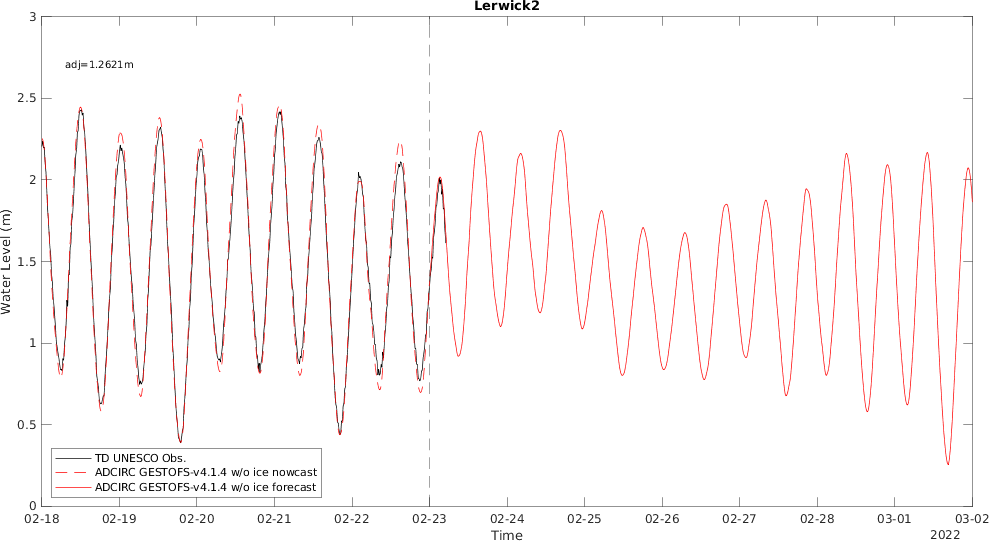 Lerwick2
adj=1.2621m
Water Level (m)
3
2.5
2
1.5
1
0.5
0
TD UNESCO Obs.
ADCIRC GESTOFS-v4.1.4 w/o ice nowcast
ADCIRC GESTOFS-v4.1.4 w/o ice forecast
02-18 02-19 02-20 02-21 02-22 02-23 02-24 02-25 02-26 02-27 02-28 03-01 03-02
Time
2022